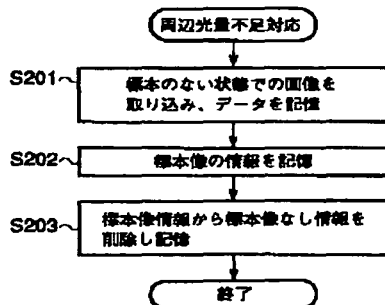 周辺光量不足対応
S201
標本のない状態での画像を
取り込み、データを記憶
S202
標本像の情報を記憶
S203
標本像情報から標本像なし情報を
削除し記憶
終了